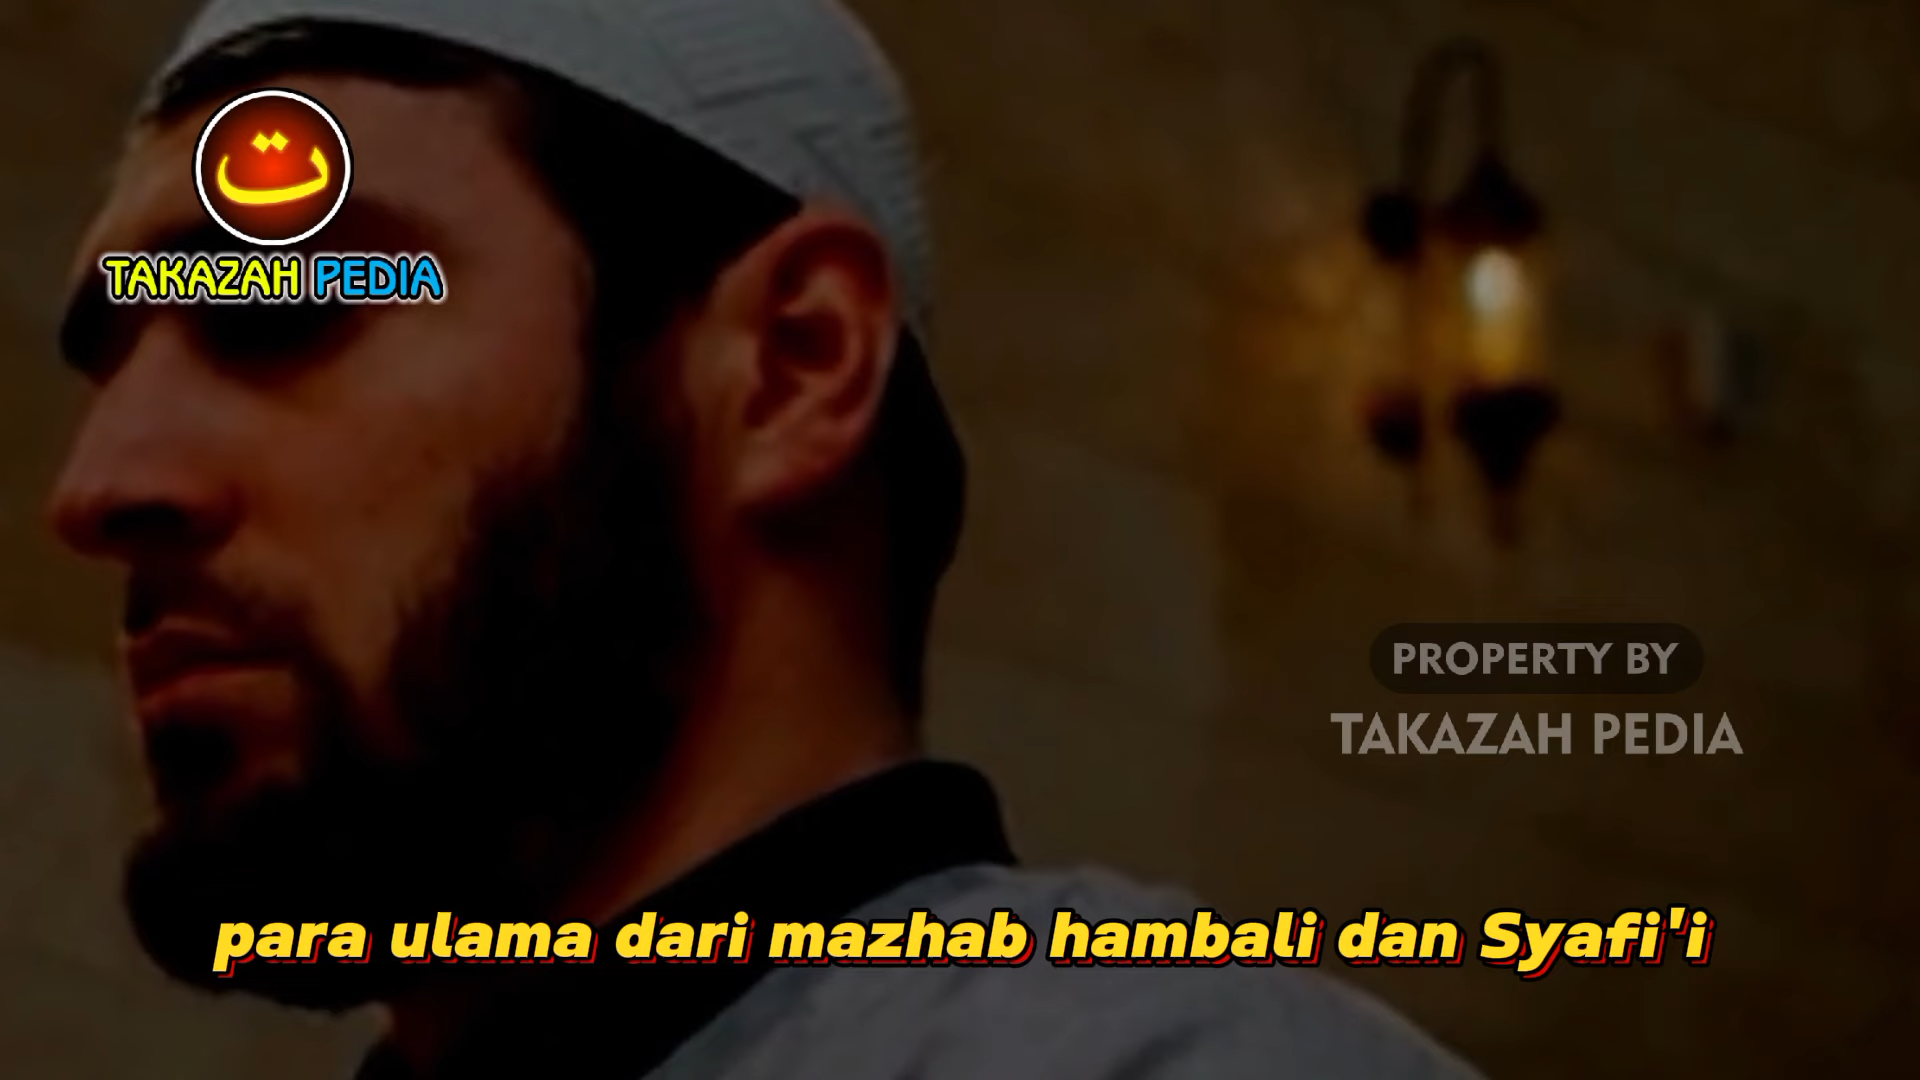 ت
TAKAZAH PEDIA
PROPERTY BY
TAKAZAH PEDIA
para ulama dari mazhab hambali dan Syafi'i